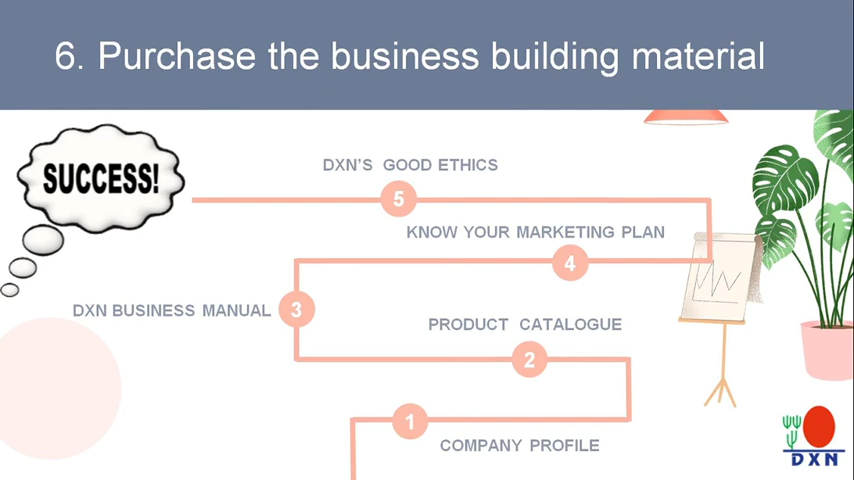 6. Purchase the business building material
SUCCESS!
DXN'S GOOD ETHICS
5
KNOW YOUR MARKETING PLAN
4
DXN BUSINESS MANUAL
3
PRODUCT CATALOGUE
2
1
COMPANY PROFILE
DXN